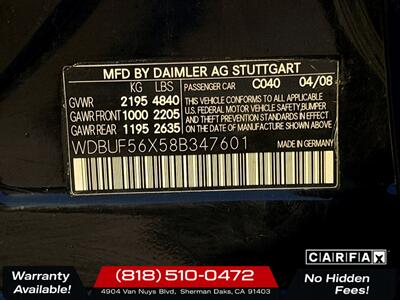 MFD BY DAIMLER AG STUTTGART
KG LBS PASSENGER CAR C040 04/08
GVWR 2195 4840
GAWR FRONT 1000 2205
GAWR REAR 1195 2635
THIS VEHICLE CONFORMS TO ALL APPLICABLE
U.S. FEDERAL MOTOR VEHICLE SAFETY, BUMPER
AND THEFT PREVENTION STANDARDS IN EFFECT
ON THE DATE OF MANUFACTURE SHOWN ABOVE.
WDBUF56X58B347601
Warranty
Available!
(818) 510-0472
4904 Van Nuys Blvd, Sherman Oaks, CA 91403
CARFAX
No Hidden
Fees!